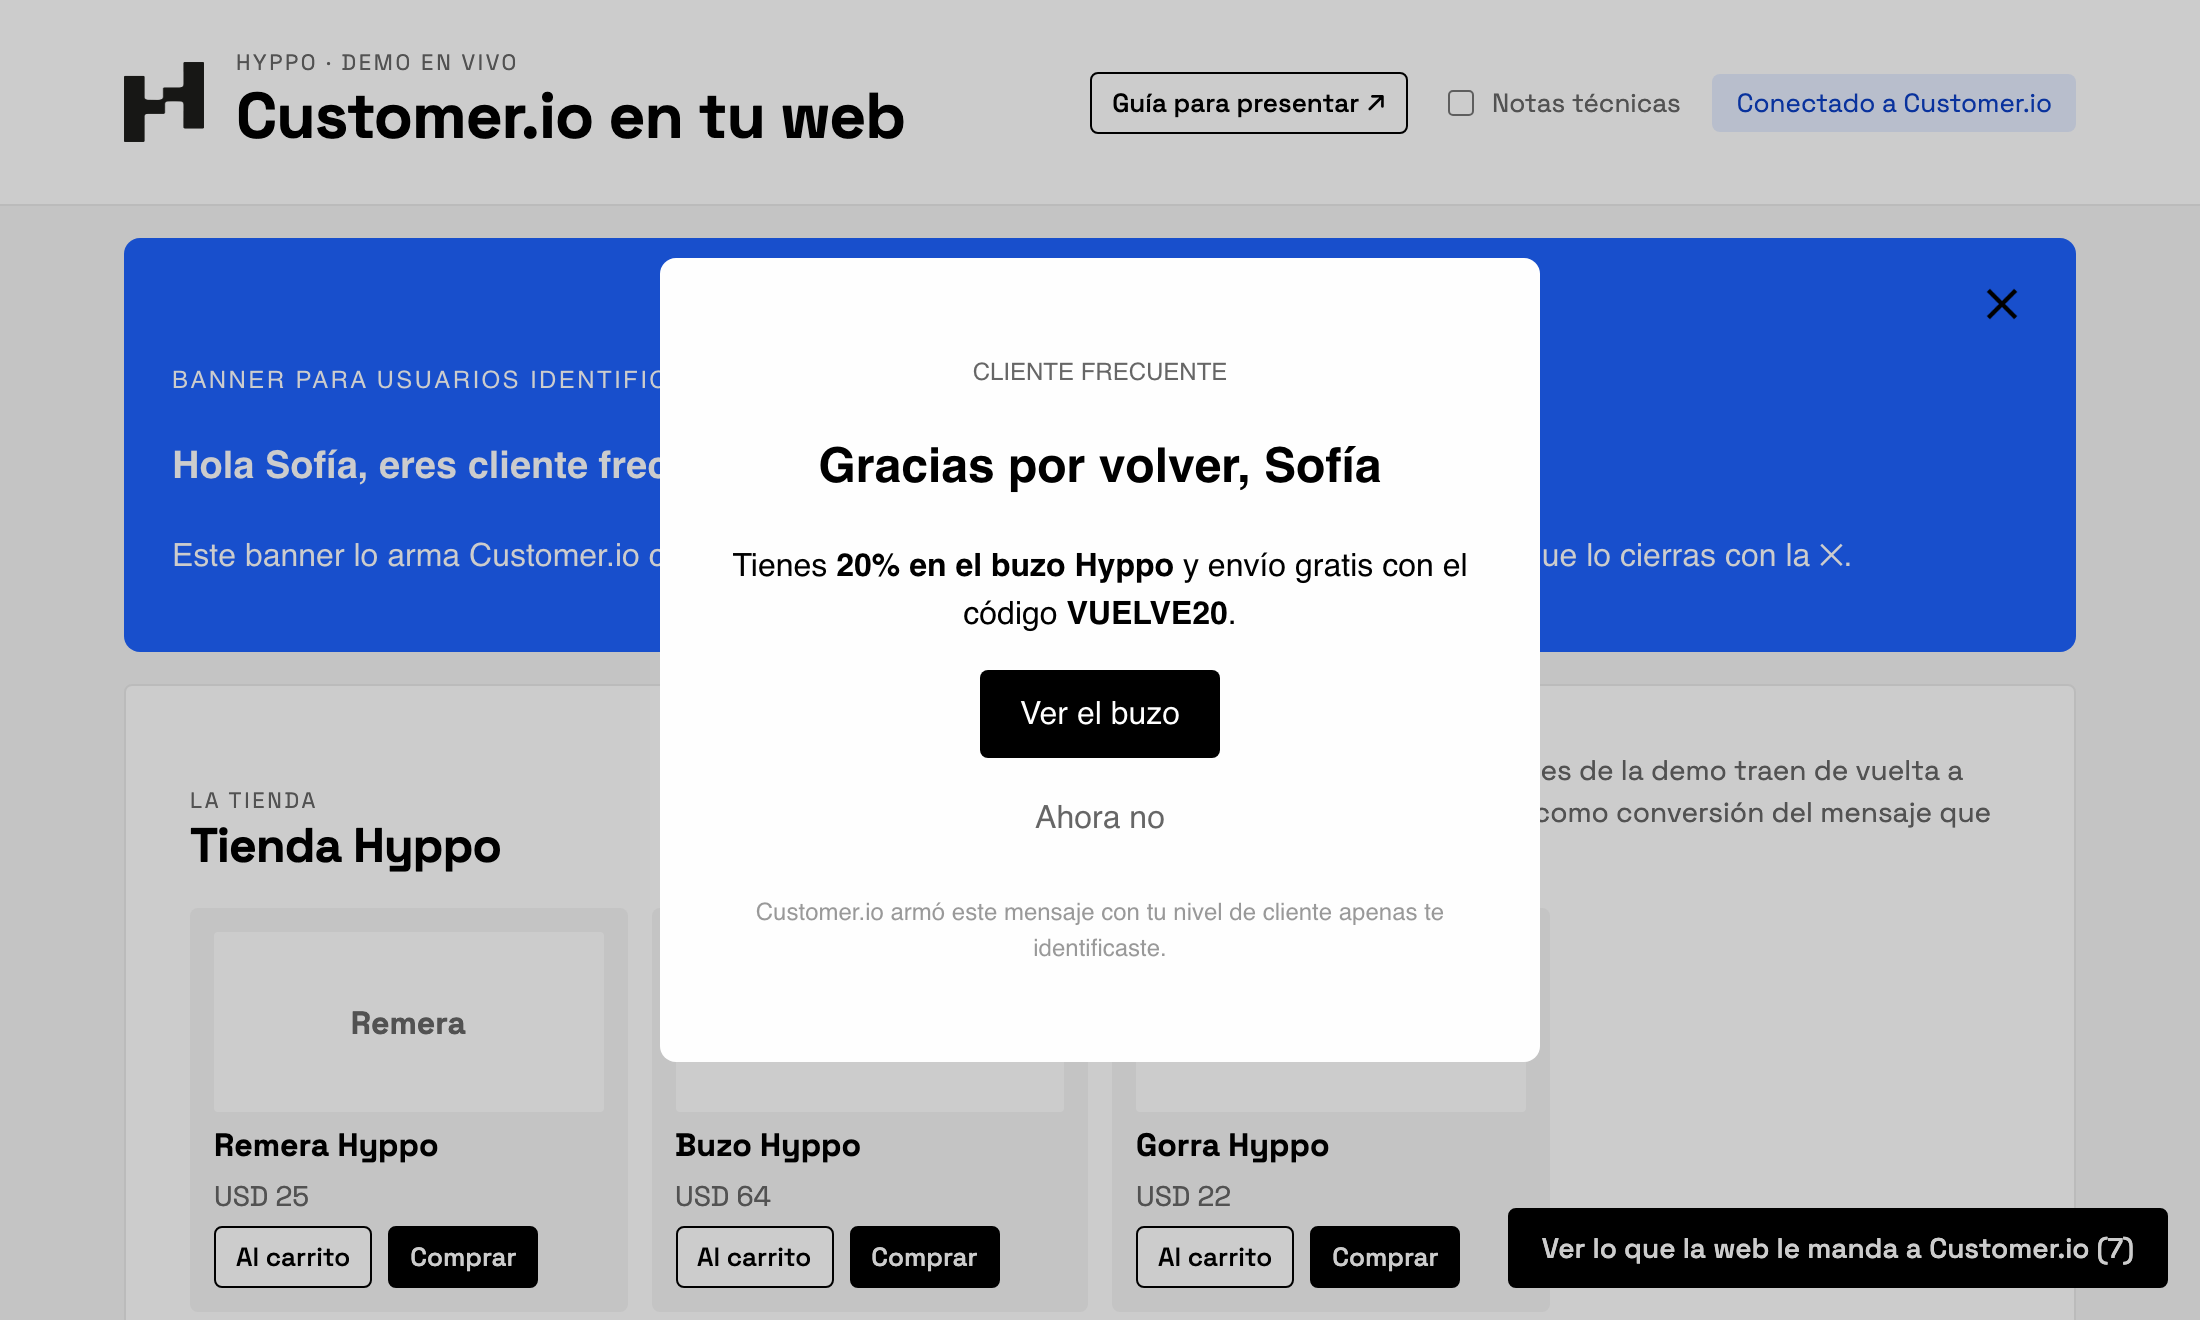 HYPPO · DEMO EN VIVO
Customer.io en tu web
Guía para presentar ↗
Notas técnicas
Conectado a Customer.io
BANNER PARA USUARIOS
Hola Sofía, eres cliente
Este banner lo arma Customer.io
ue lo cierras con la ✕.
CLIENTE FRECUENTE
Gracias por volver, Sofía
Tienes 20% en el buzo Hyppo y envío gratis con el
código VUELVE20.
Ver el buzo
Ahora no
Customer.io armó este mensaje con tu nivel de cliente apenas te
identificaste.
LA TIENDA
Tienda Hyppo
es de la demo traen de vuelta a
como conversión del mensaje que
Remera
Remera Hyppo
USD 25
Al carrito
Comprar
Buzo Hyppo
USD 64
Al carrito
Comprar
Gorra Hyppo
USD 22
Al carrito
Comprar
Ver lo que la web le manda a Customer.io (7)